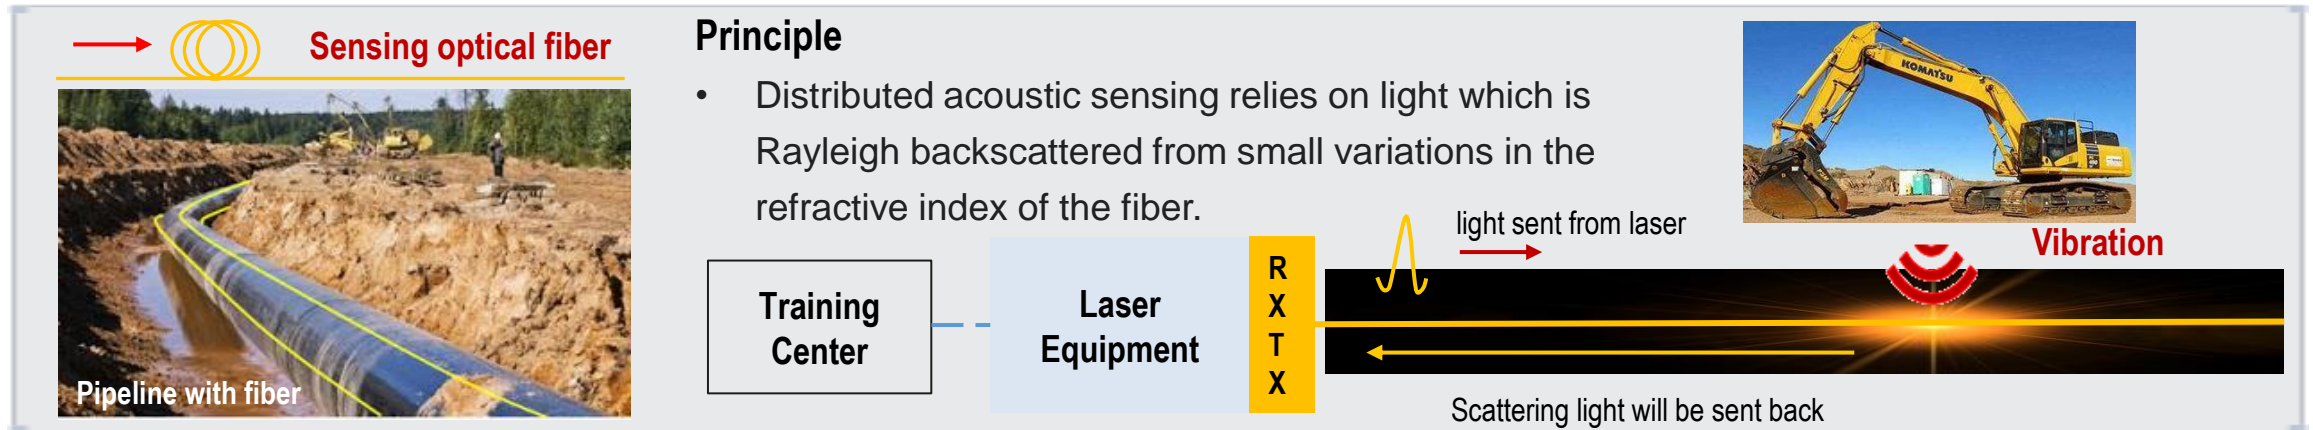 Sensing optical fiber
Pipeline with fiber
Principle
• Distributed acoustic sensing relies on light which is
Rayleigh backscattered from small variations in the
refractive index of the fiber.
KOMATSU
light sent from laser
Vibration
Training
Center
Laser
Equipment
R
X
T
X
Scattering light will be sent back